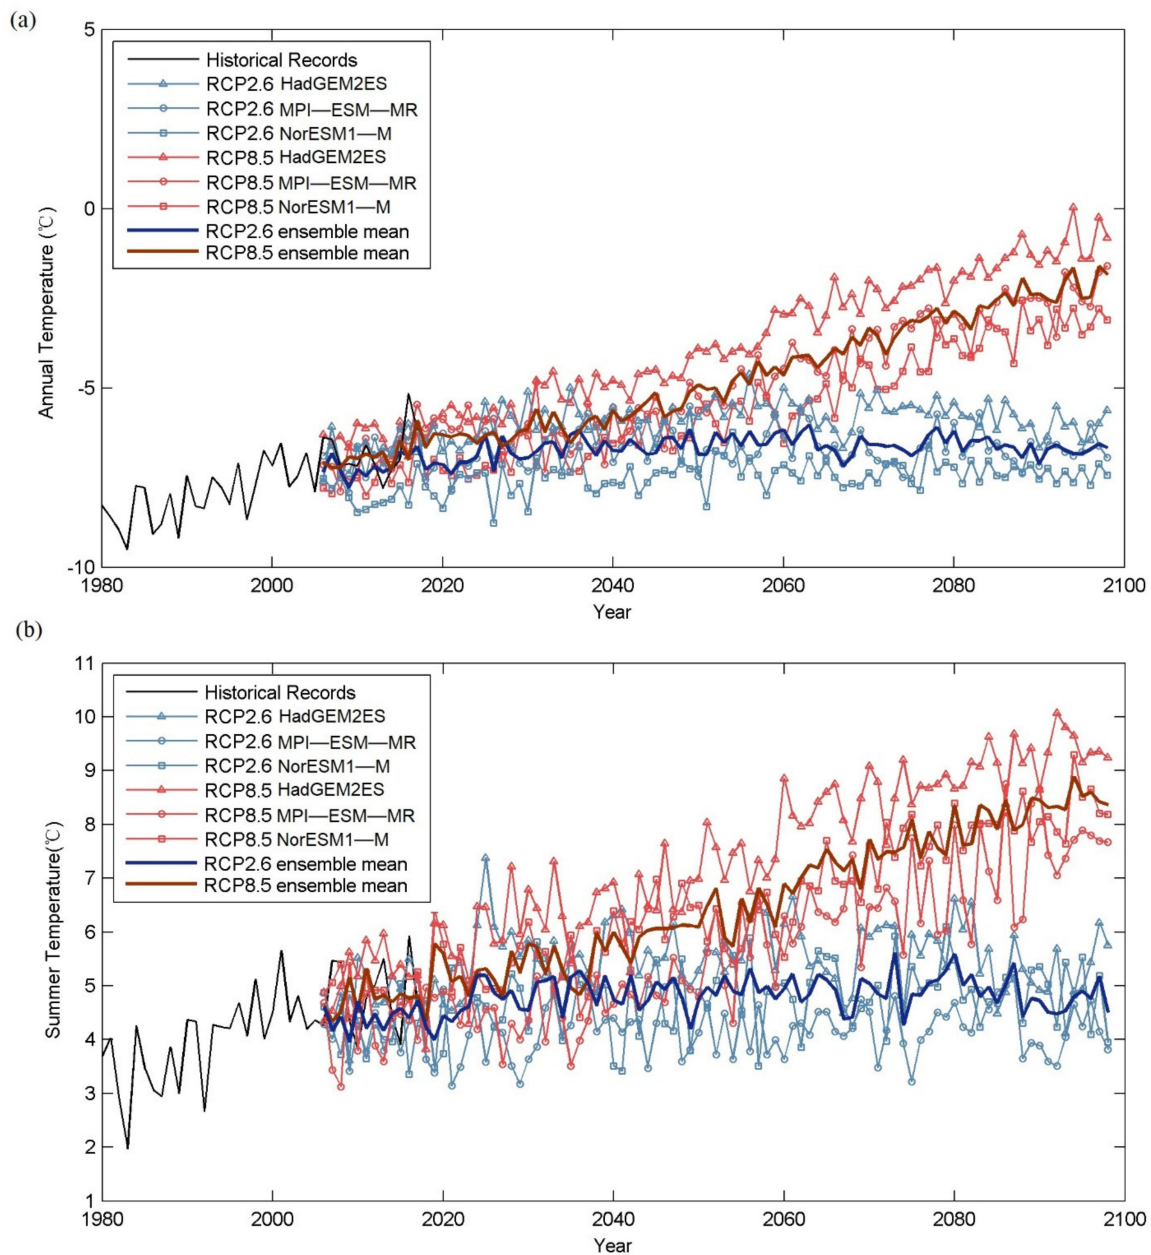 (a)
5
Historical Records
RCP2.6 HadGEM2ES
RCP2.6 MPI—ESM—MR
RCP2.6 NorESM1—M
RCP8.5 HadGEM2ES
RCP8.5 MPI—ESM—MR
RCP8.5 NorESM1—M
RCP2.6 ensemble mean
RCP8.5 ensemble mean
0
Annual Temperature (℃)
-5
-10
1980 2000 2020 2040 2060 2080 2100
Year
(b)
11
Historical Records
RCP2.6 HadGEM2ES
RCP2.6 MPI—ESM—MR
RCP2.6 NorESM1—M
RCP8.5 HadGEM2ES
RCP8.5 MPI—ESM—MR
RCP8.5 NorESM1—M
RCP2.6 ensemble mean
RCP8.5 ensemble mean
10
9
8
7
6
5
4
3
2
1
Summer Temperature(℃)
1980 2000 2020 2040 2060 2080 2100
Year